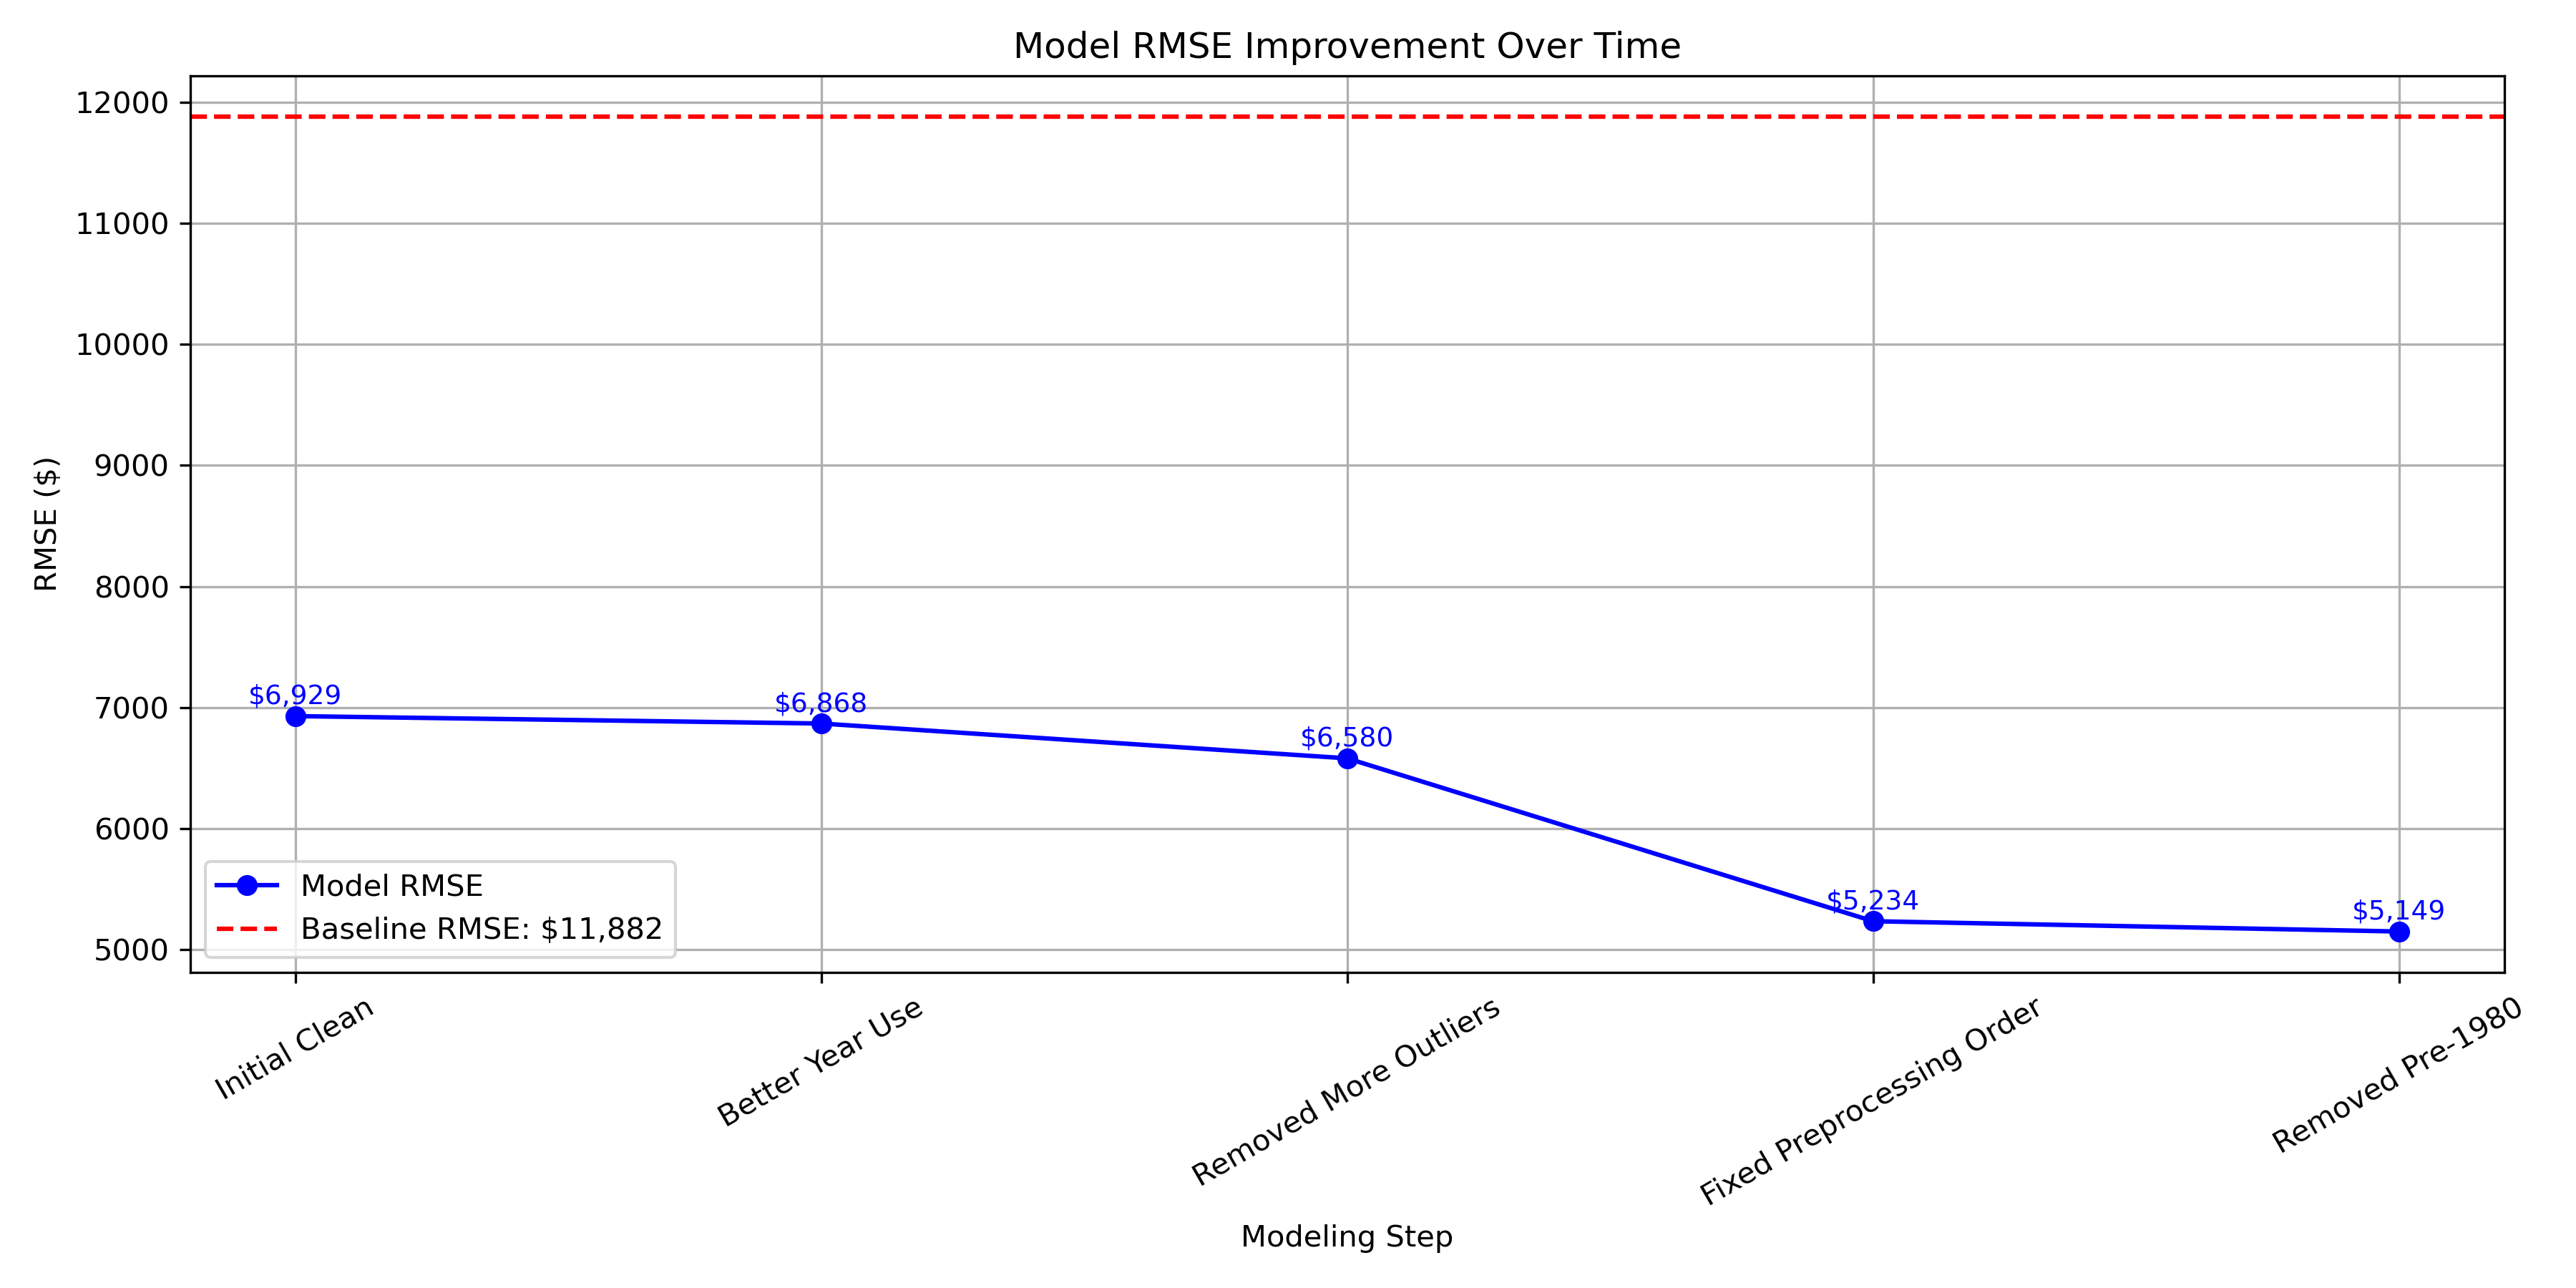 Model RMSE Improvement Over Time
RMSE ($)
12000
11000
10000
9000
8000
7000
6000
5000
$6,929
$6,868
$6,580
$5,234
$5,149
Model RMSE
Baseline RMSE: $11,882
Initial Clean
Better Year Use
Removed More Outliers
Fixed Preprocessing Order
Removed Pre-1980
Modeling Step